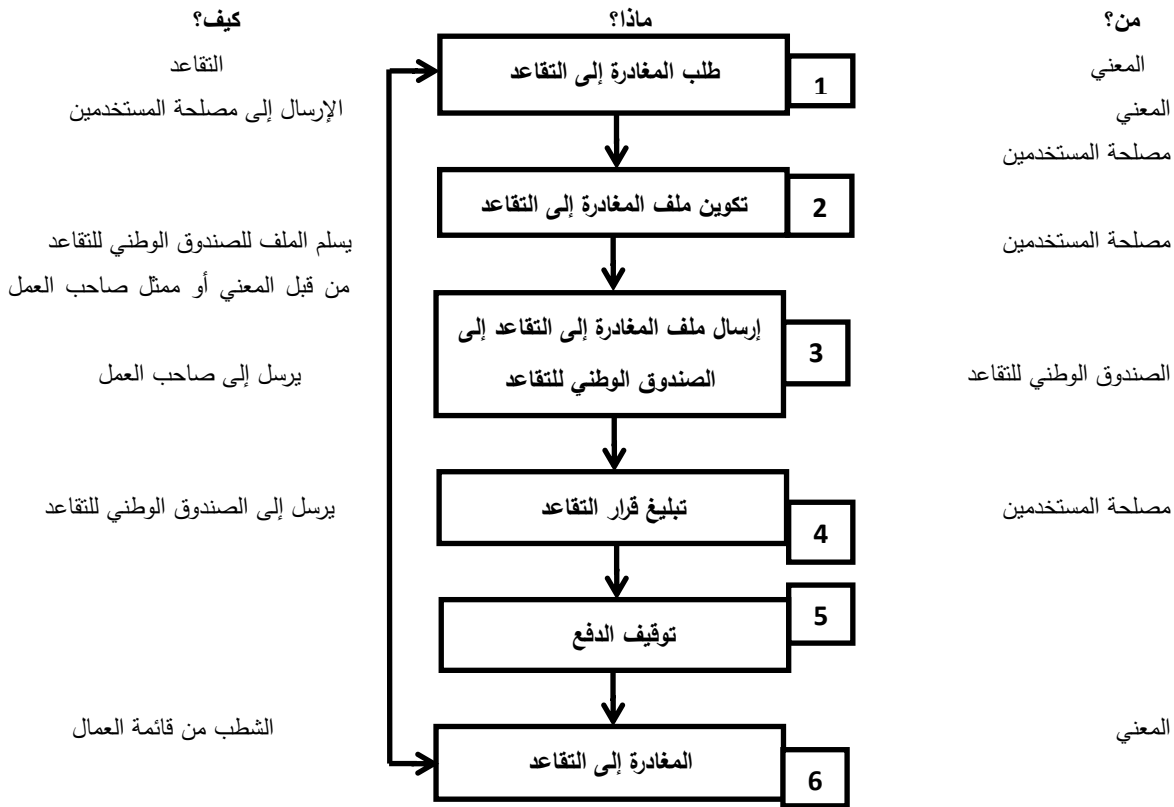 من؟ ماذا؟ كيف؟
المعني طلب المغادرة إلى التقاعد 1 التقاعد
المعني الإرسال إلى مصلحة المستخدمين
مصلحة المستخدمين
تكوين ملف المغادرة إلى التقاعد 2
مصلحة المستخدمين يسلم الملف للصندوق الوطني للتقاعد
من قبل المعني أو ممثل صاحب العمل
إرسال ملف المغادرة إلى التقاعد إلى
3
الصندوق الوطني للتقاعد الصندوق الوطني للتقاعد يرسل إلى صاحب العمل
مصلحة المستخدمين تبليغ قرار التقاعد 4 يرسل إلى الصندوق الوطني للتقاعد
5
توقيف الدفع
المعني الشطب من قائمة العمال
المغادرة إلى التقاعد 6